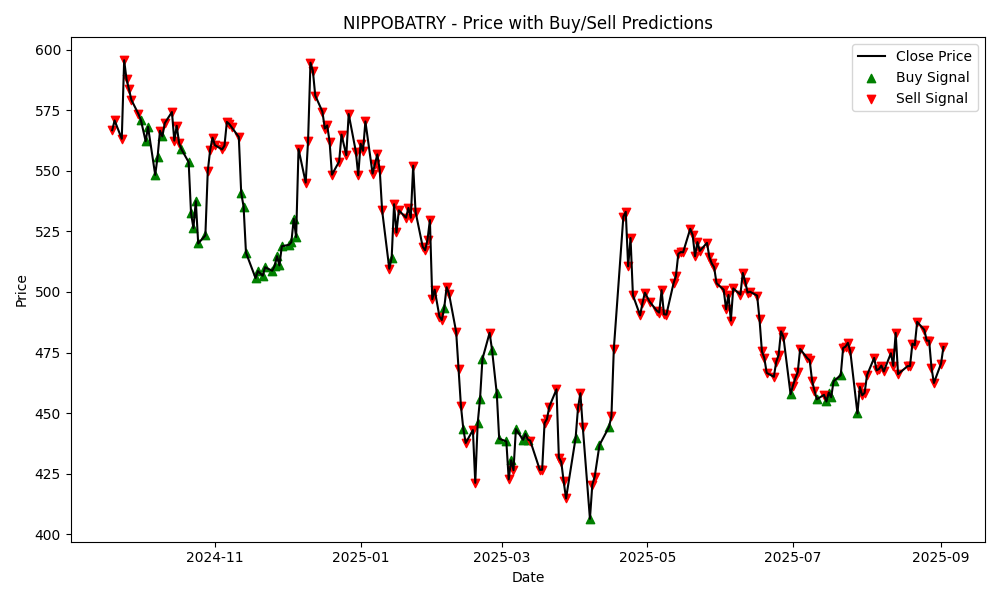 NIPPOBATRY - Price with Buy/Sell Predictions
Close Price
Buy Signal
Sell Signal
Price
600
575
550
525
500
475
450
425
400
2024-11
2025-01
2025-03
2025-05
2025-07
2025-09
Date